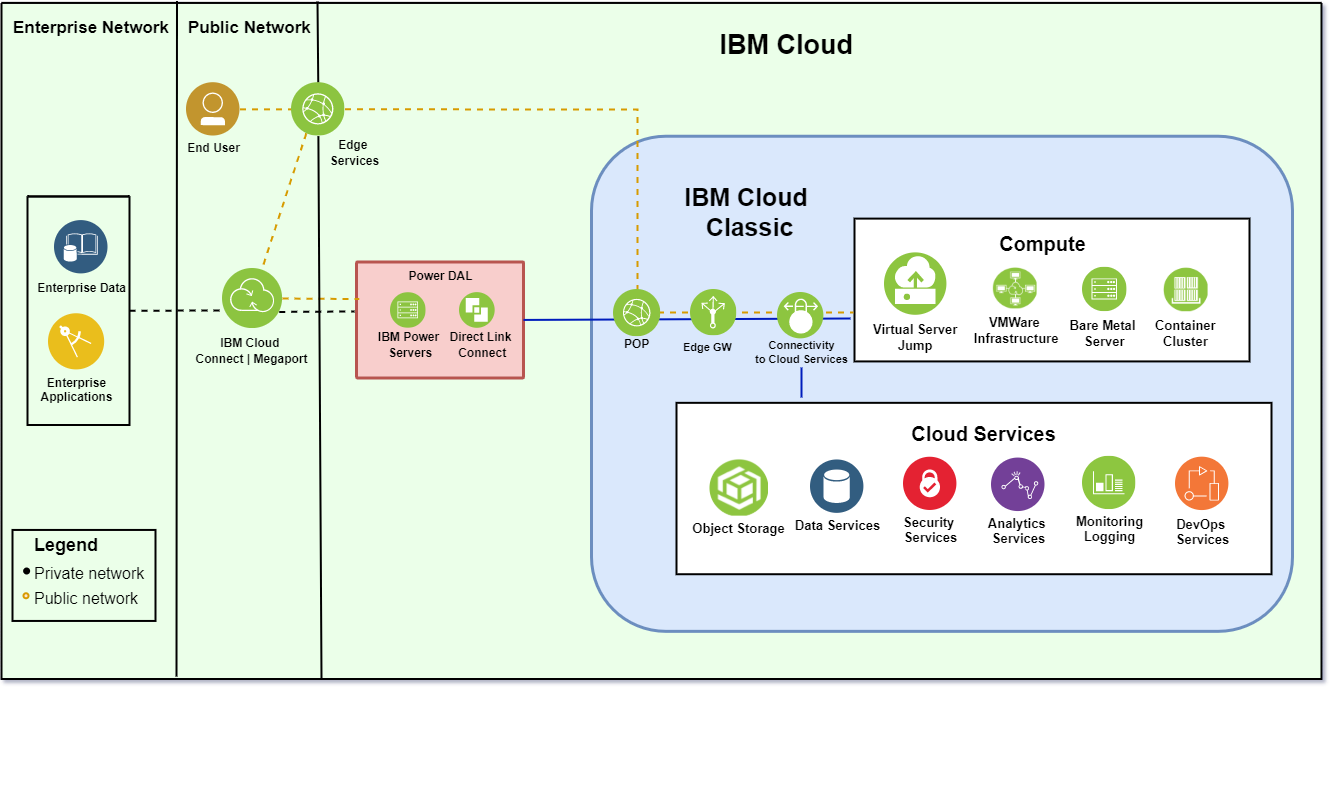 Enterprise Network
Public Network
IBM Cloud
End User
Edge
Services
Enterprise Data
Enterprise
Applications
IBM Cloud
Connect | Megaport
Power DAL
IBM Power
Servers
Direct Link
Connect
IBM Cloud
Classic
POP
Edge GW
Connectivity
to Cloud Services
Compute
Virtual Server
Jump
VMWare
Infrastructure
Bare Metal
Server
Container
Cluster
Cloud Services
Object Storage
Data Services
Security
Services
Analytics
Services
Monitoring
Logging
DevOps
Services
Legend
Private network
Public network